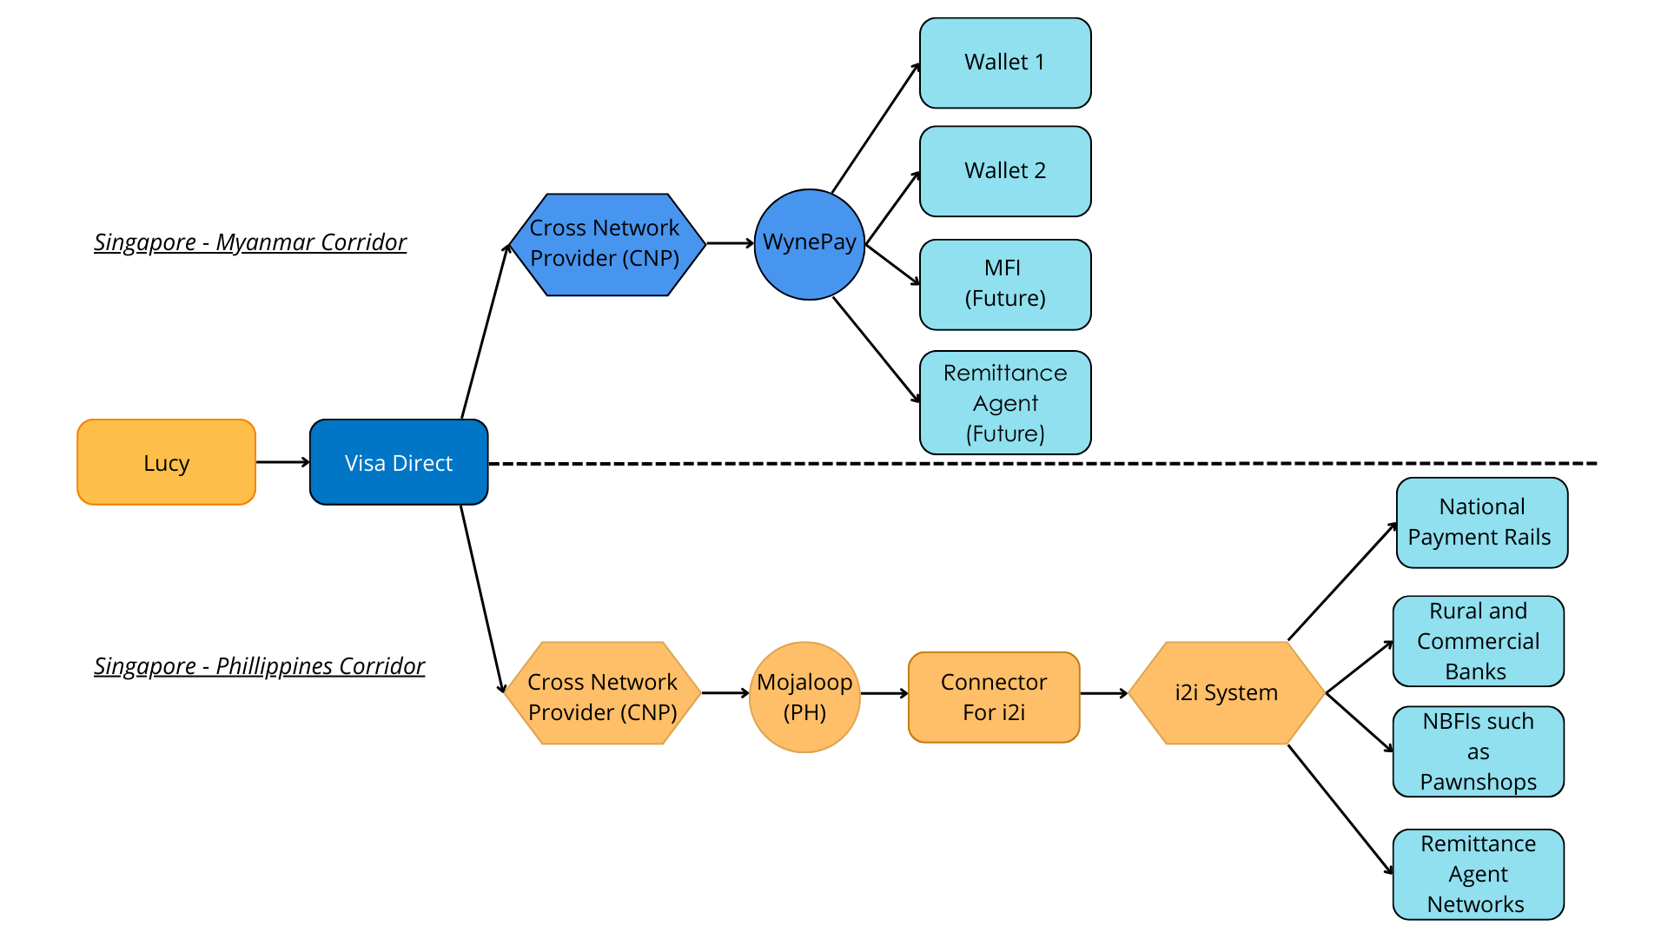 Wallet 1
Wallet 2
Singapore - Myanmar Corridor
Cross Network
Provider (CNP)
WynePay
MFI
(Future)
Remittance
Agent
(Future)
Lucy
Visa Direct
National
Payment Rails
Rural and
Commercial
Banks
Singapore - Phillippines Corridor
Cross Network
Provider (CNP)
Mojaloop
(PH)
Connector
For i2i
i2i System
NBFIs such
as
Pawnshops
Remittance
Agent
Networks